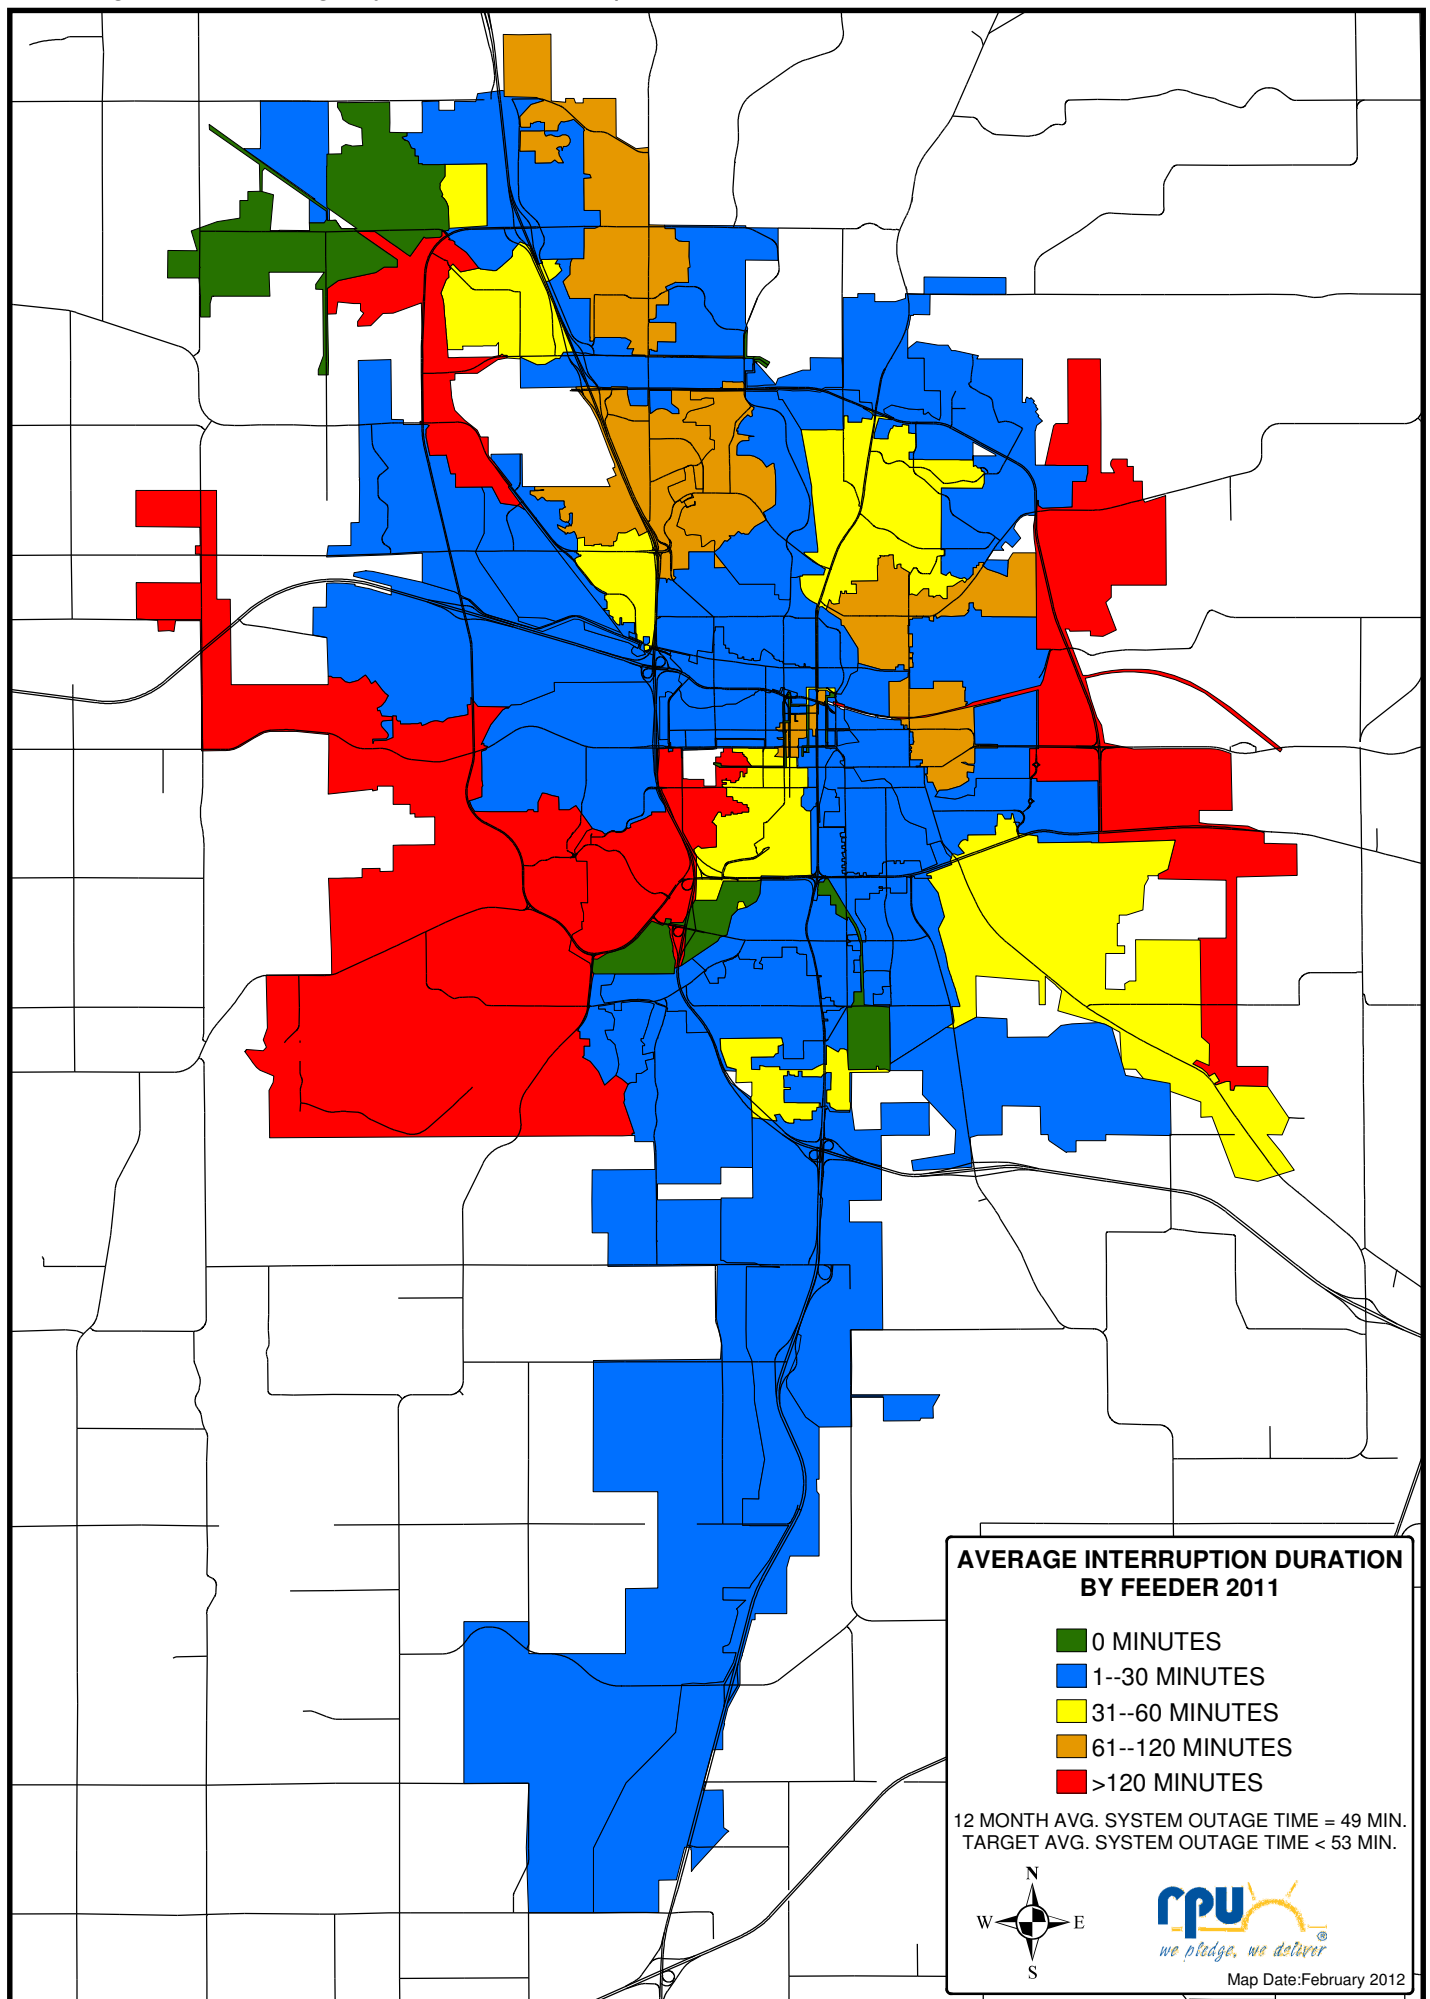 AVERAGE INTERRUPTION DURATION
BY FEEDER 2011
0 MINUTES
1--30 MINUTES
31--60 MINUTES
61--120 MINUTES
>120 MINUTES
12 MONTH AVG. SYSTEM OUTAGE TIME = 49 MIN.
TARGET AVG. SYSTEM OUTAGE TIME < 53 MIN.
N
W E
S
rpu
®
we pledge, we deliver
Map Date:February 2012